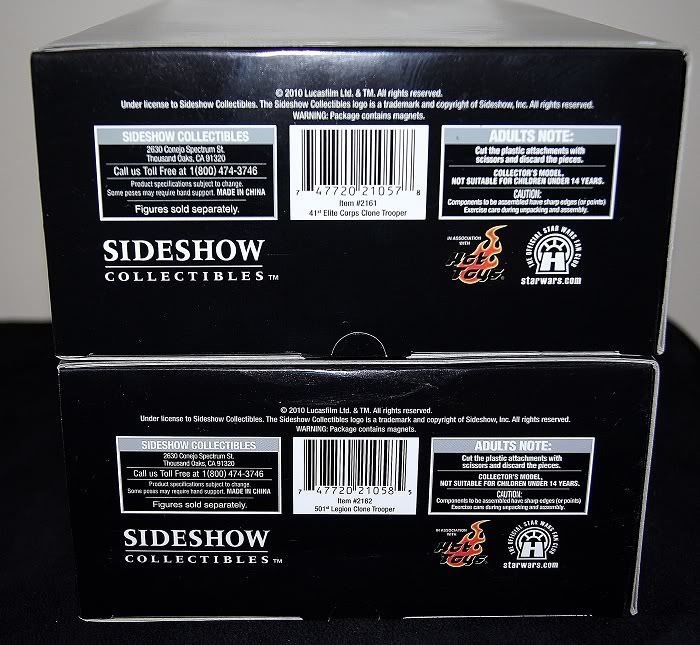 © 2010 Lucasfilm Ltd. & TM. All rights reserved.
Under license to Sideshow Collectibles. The Sideshow Collectibles logo is a trademark and copyright of Sideshow, Inc. All rights reserved.
WARNING: Package contains magnets.
SIDESHOW COLLECTIBLES
2630 Conejo Spectrum St.
Thousand Oaks, CA 91320
Call us Toll Free at 1(800) 474-3746
Product specifications subject to change.
Some poses may require hand support. MADE IN CHINA
Figures sold separately.
7 47720 21057 8
Item #2161
41st Elite Corps Clone Trooper
ADULTS NOTE:
Cut the plastic attachments with
scissors and discard the pieces.
COLLECTOR'S MODEL,
NOT SUITABLE FOR CHILDREN UNDER 14 YEARS.
CAUTION:
Components to be assembled have sharp edges (or points)
Exercise care during unpacking and assembly.
SIDESHOW
COLLECTIBLES TM
IN ASSOCIATION
WITH
Hot
Toys
THE OFFICIAL STAR WARS FAN CLUB
H
starwars.com
© 2010 Lucasfilm Ltd. & TM. All rights reserved.
Under license to Sideshow Collectibles. The Sideshow Collectibles logo is a trademark and copyright of Sideshow, Inc. All rights reserved.
WARNING: Package contains magnets.
SIDESHOW COLLECTIBLES
2630 Conejo Spectrum St.
Thousand Oaks, CA 91320
Call us Toll Free at 1(800) 474-3746
Product specifications subject to change.
Some poses may require hand support. MADE IN CHINA
Figures sold separately.
7 47720 21058 5
Item #2162
501st Legion Clone Trooper
ADULTS NOTE:
Cut the plastic attachments with
scissors and discard the pieces.
COLLECTOR'S MODEL,
NOT SUITABLE FOR CHILDREN UNDER 14 YEARS.
CAUTION:
Components to be assembled have sharp edges (or points)
Exercise care during unpacking and assembly.
SIDESHOW
COLLECTIBLES TM
IN ASSOCIATION
WITH
Hot
Toys
THE OFFICIAL STAR WARS FAN CLUB
H
starwars.com